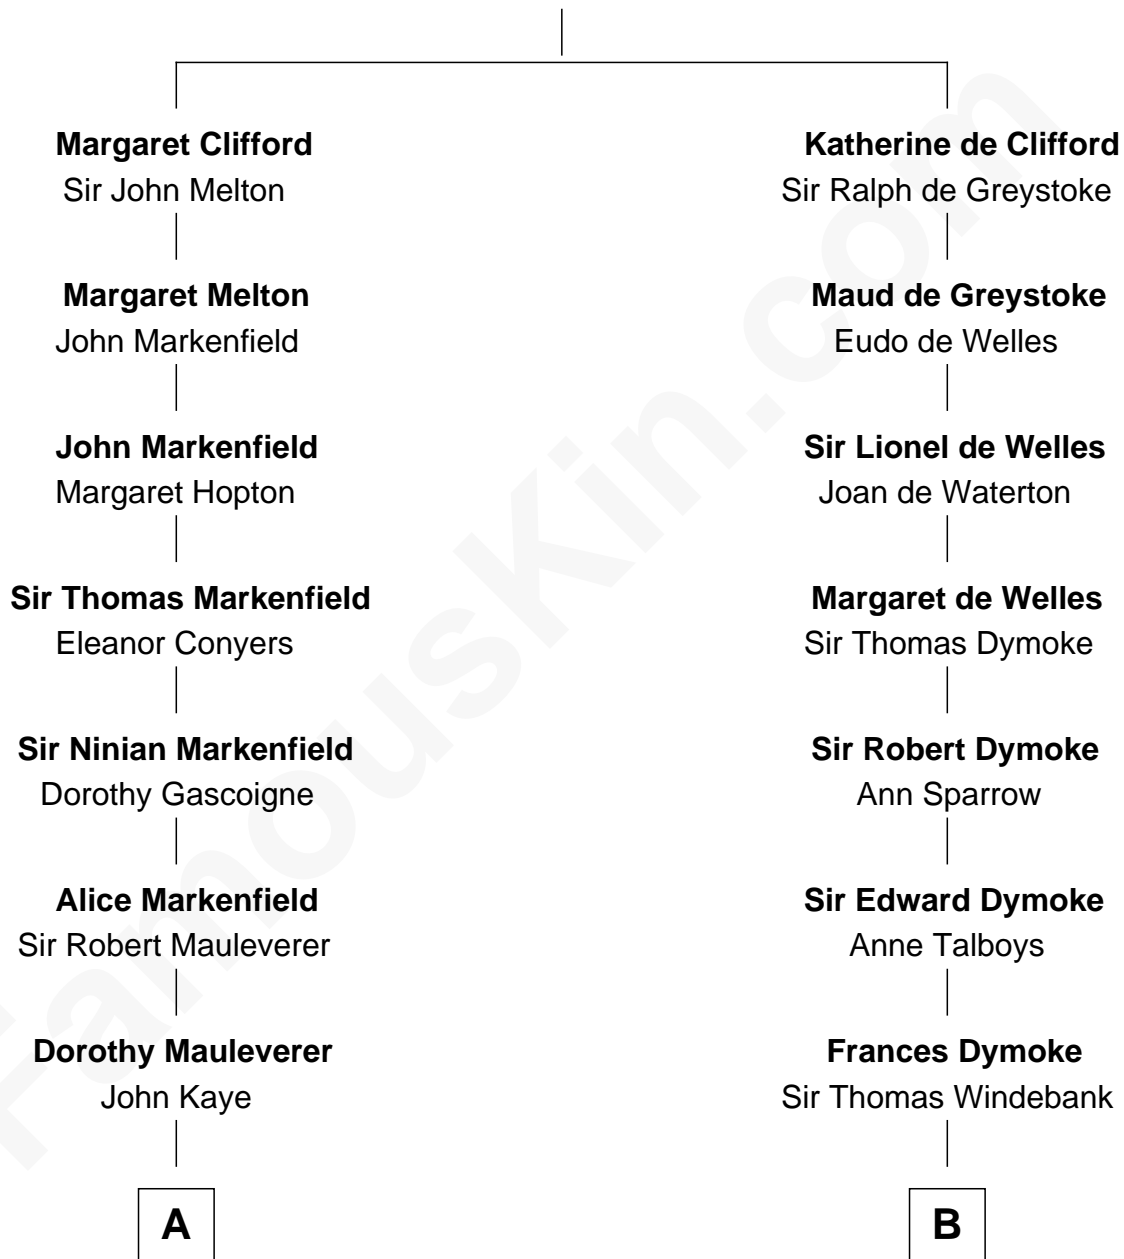 Margaret Clifford
Sir John Melton
Margaret Melton
John Markenfield
John Markenfield
Margaret Hopton
Sir Thomas Markenfield
Eleanor Conyers
Sir Ninian Markenfield
Dorothy Gascoigne
Alice Markenfield
Sir Robert Mauleverer
Dorothy Mauleverer
John Kaye
A
Katherine de Clifford
Sir Ralph de Greystoke
Maud de Greystoke
Eudo de Welles
Sir Lionel de Welles
Joan de Waterton
Margaret de Welles
Sir Thomas Dymoke
Sir Robert Dymoke
Ann Sparrow
Sir Edward Dymoke
Anne Talboys
Frances Dymoke
Sir Thomas Windebank
B
FamousKin.com